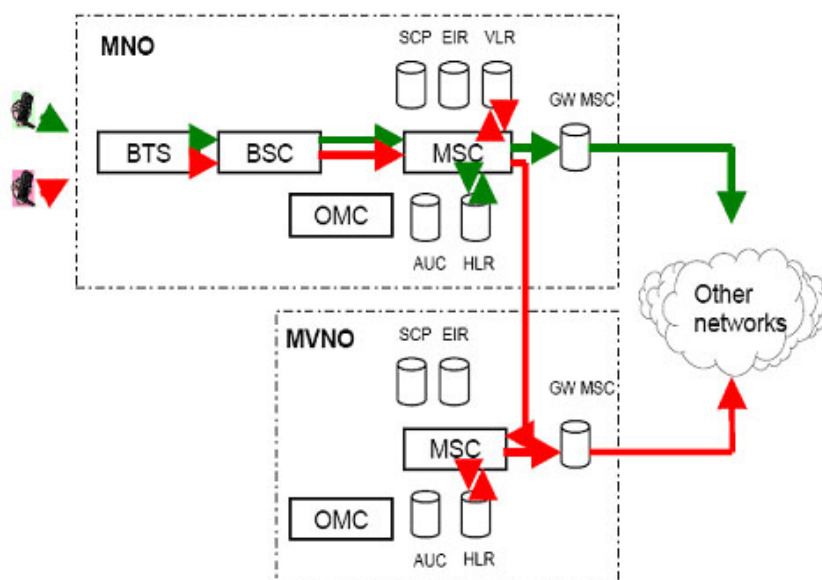 MNO
SCP EIR VLR
GW MSC
BTS
BSC
MSC
OMC
AUC HLR
Other
networks
MVNO
SCP EIR
GW MSC
MSC
OMC
AUC HLR